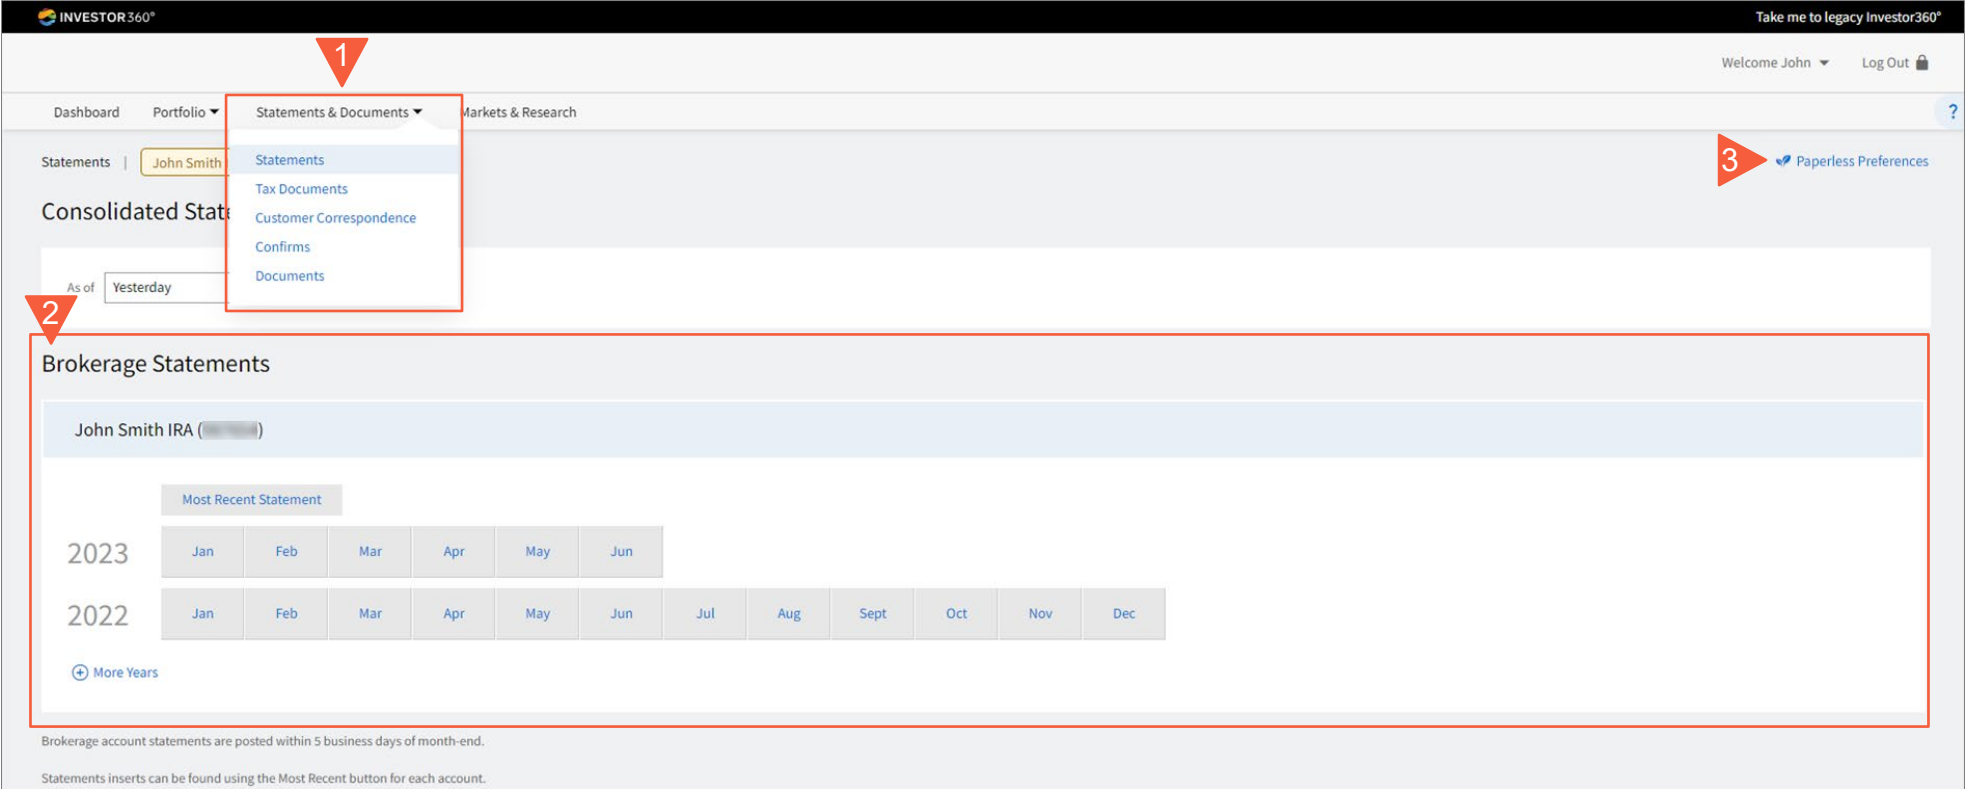 INVESTOR360°
Take me to legacy Investor360°
1
Welcome John
Log Out
Dashboard
Portfolio
Statements & Documents
Markets & Research
?
Statements | John Smith
Statements
3
Paperless Preferences
Tax Documents
Consolidated State
Customer Correspondence
Confirms
Documents
As of
Yesterday
2
Brokerage Statements
John Smith IRA ( )
Most Recent Statement
2023 Jan Feb Mar Apr May Jun
2022 Jan Feb Mar Apr May Jun Jul Aug Sept Oct Nov Dec
More Years
Brokerage account statements are posted within 5 business days of month-end.
Statements inserts can be found using the Most Recent button for each account.